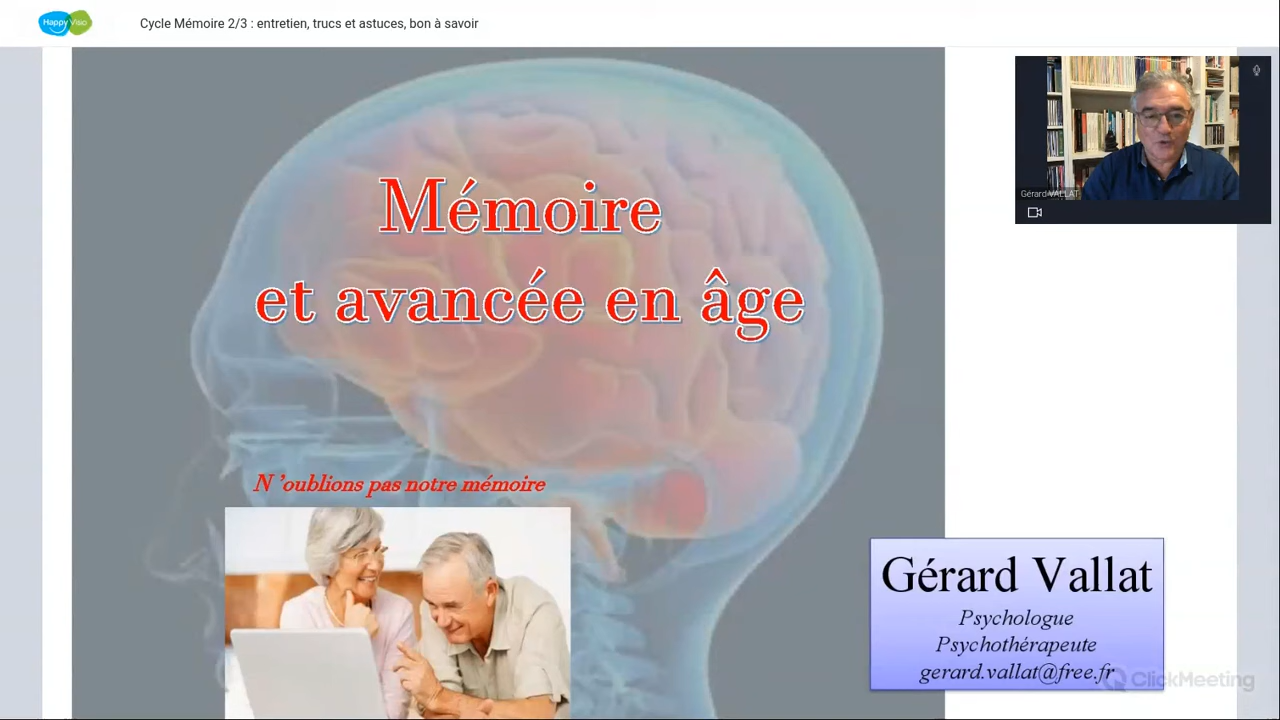 Happy Visio
Cycle Mémoire 2/3 : entretien, trucs et astuces, bon à savoir
Gérard VALLAT
Mémoire
et avancée en âge
N 'oublions pas notre mémoire
Gérard Vallat
Psychologue
Psychothérapeute
gerard.vallat@free.fr
ClickMeeting